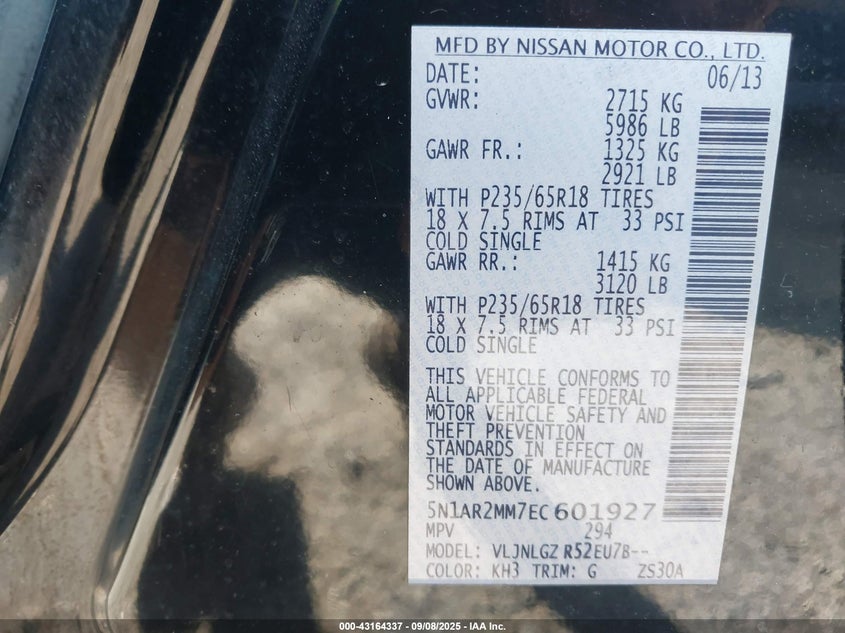 MFD BY NISSAN MOTOR CO., LTD.
DATE: 06/13
GVWR: 2715 KG
5986 LB
GAWR FR.: 1325 KG
2921 LB
WITH P235/65R18 TIRES
18 X 7.5 RIMS AT 33 PSI
COLD SINGLE
GAWR RR.: 1415 KG
3120 LB
WITH P235/65R18 TIRES
18 X 7.5 RIMS AT 33 PSI
COLD SINGLE
THIS VEHICLE CONFORMS TO
ALL APPLICABLE FEDERAL
MOTOR VEHICLE SAFETY AND
THEFT PREVENTION
STANDARDS IN EFFECT ON
THE DATE OF MANUFACTURE
SHOWN ABOVE.
5N1AR2MM7EC601927
MPV 294
MODEL: VLJNLGZ R52EU7B--
COLOR: KH3 TRIM: G ZS30A
000-43164337 - 09/08/2025 - IAA Inc.